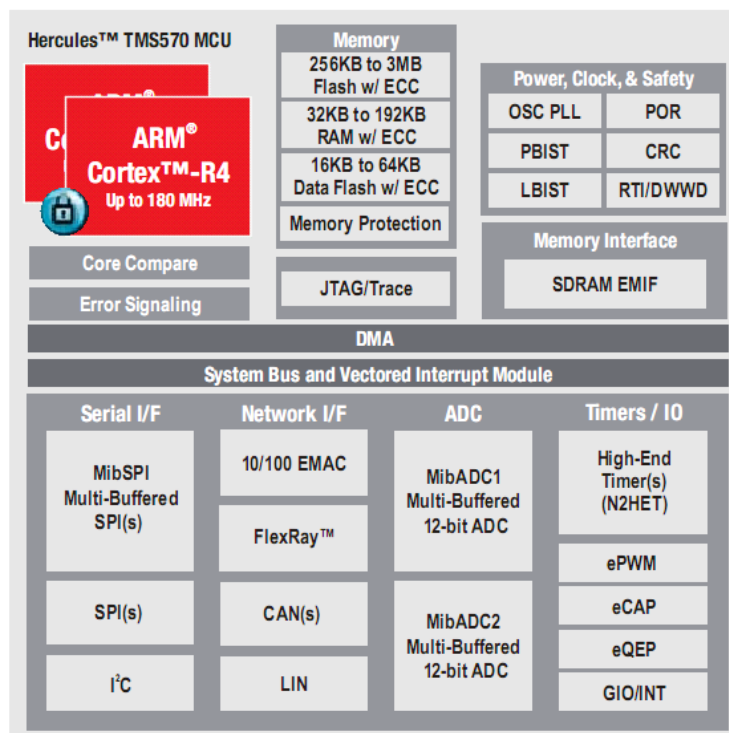 Hercules™ TMS570 MCU
ARM®
Cortex™-R4
Up to 180 MHz
Core Compare
Error Signaling
Memory
256KB to 3MB
Flash w/ ECC
32KB to 192KB
RAM w/ ECC
16KB to 64KB
Data Flash w/ ECC
Memory Protection
JTAG/Trace
Power, Clock, & Safety
OSC PLL
POR
PBIST
CRC
LBIST
RTI/DWWD
Memory Interface
SDRAM EMIF
DMA
System Bus and Vectored Interrupt Module
Serial I/F
MibSPI
Multi-Buffered
SPI(s)
SPI(s)
I²C
Network I/F
10/100 EMAC
FlexRay™
CAN(s)
LIN
ADC
MibADC1
Multi-Buffered
12-bit ADC
MibADC2
Multi-Buffered
12-bit ADC
Timers / IO
High-End
Timer(s)
(N2HET)
ePWM
eCAP
eQEP
GIO/INT